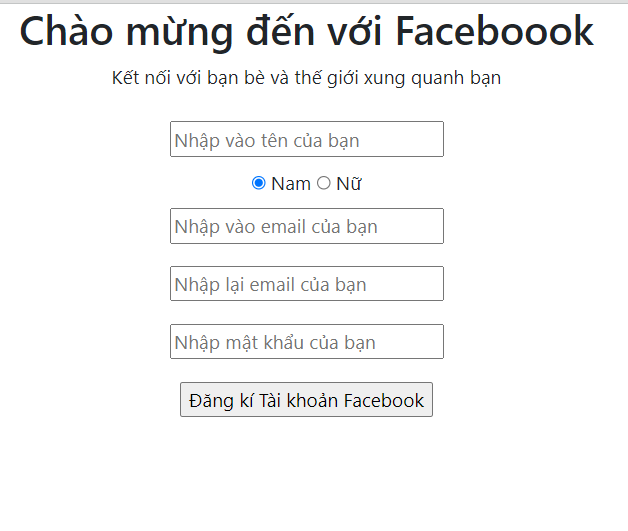 Chào mừng đến với Faceboook
Kết nối với bạn bè và thế giới xung quanh bạn
Nhập vào tên của bạn
Nam Nữ
Nhập vào email của bạn
Nhập lại email của bạn
Nhập mật khẩu của bạn
Đăng kí Tài khoản Facebook